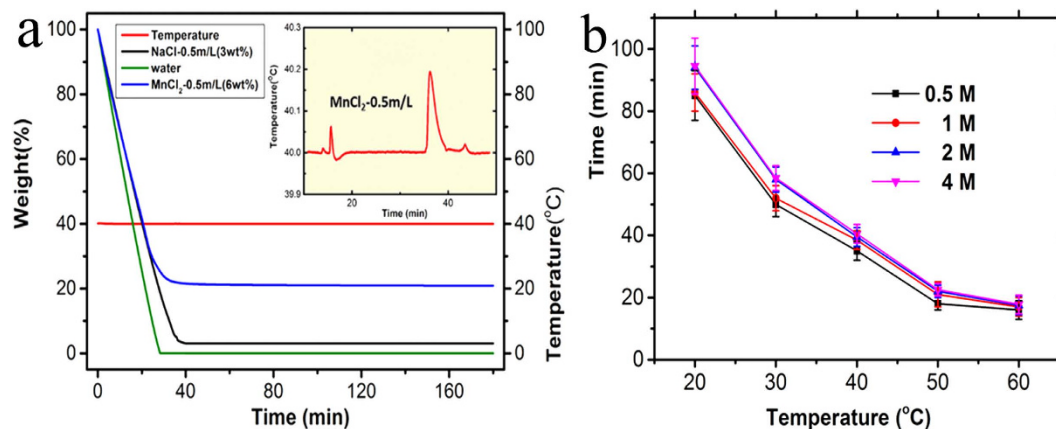 a
Weight(%)
100
80
60
40
20
0
0
40
80
120
160
Time (min)
100
80
60
40
20
0
Temperature(°C)
Temperature
NaCl-0.5m/L(3wt%)
water
MnCl₂-0.5m/L(6wt%)
Temperature(°C)
40.3
40.2
40.1
40.0
39.9
MnCl₂-0.5m/L
20
40
Time (min)
b
Time (min)
100
80
60
40
20
0
20
30
40
50
60
Temperature (°C)
0.5 M
1 M
2 M
4 M